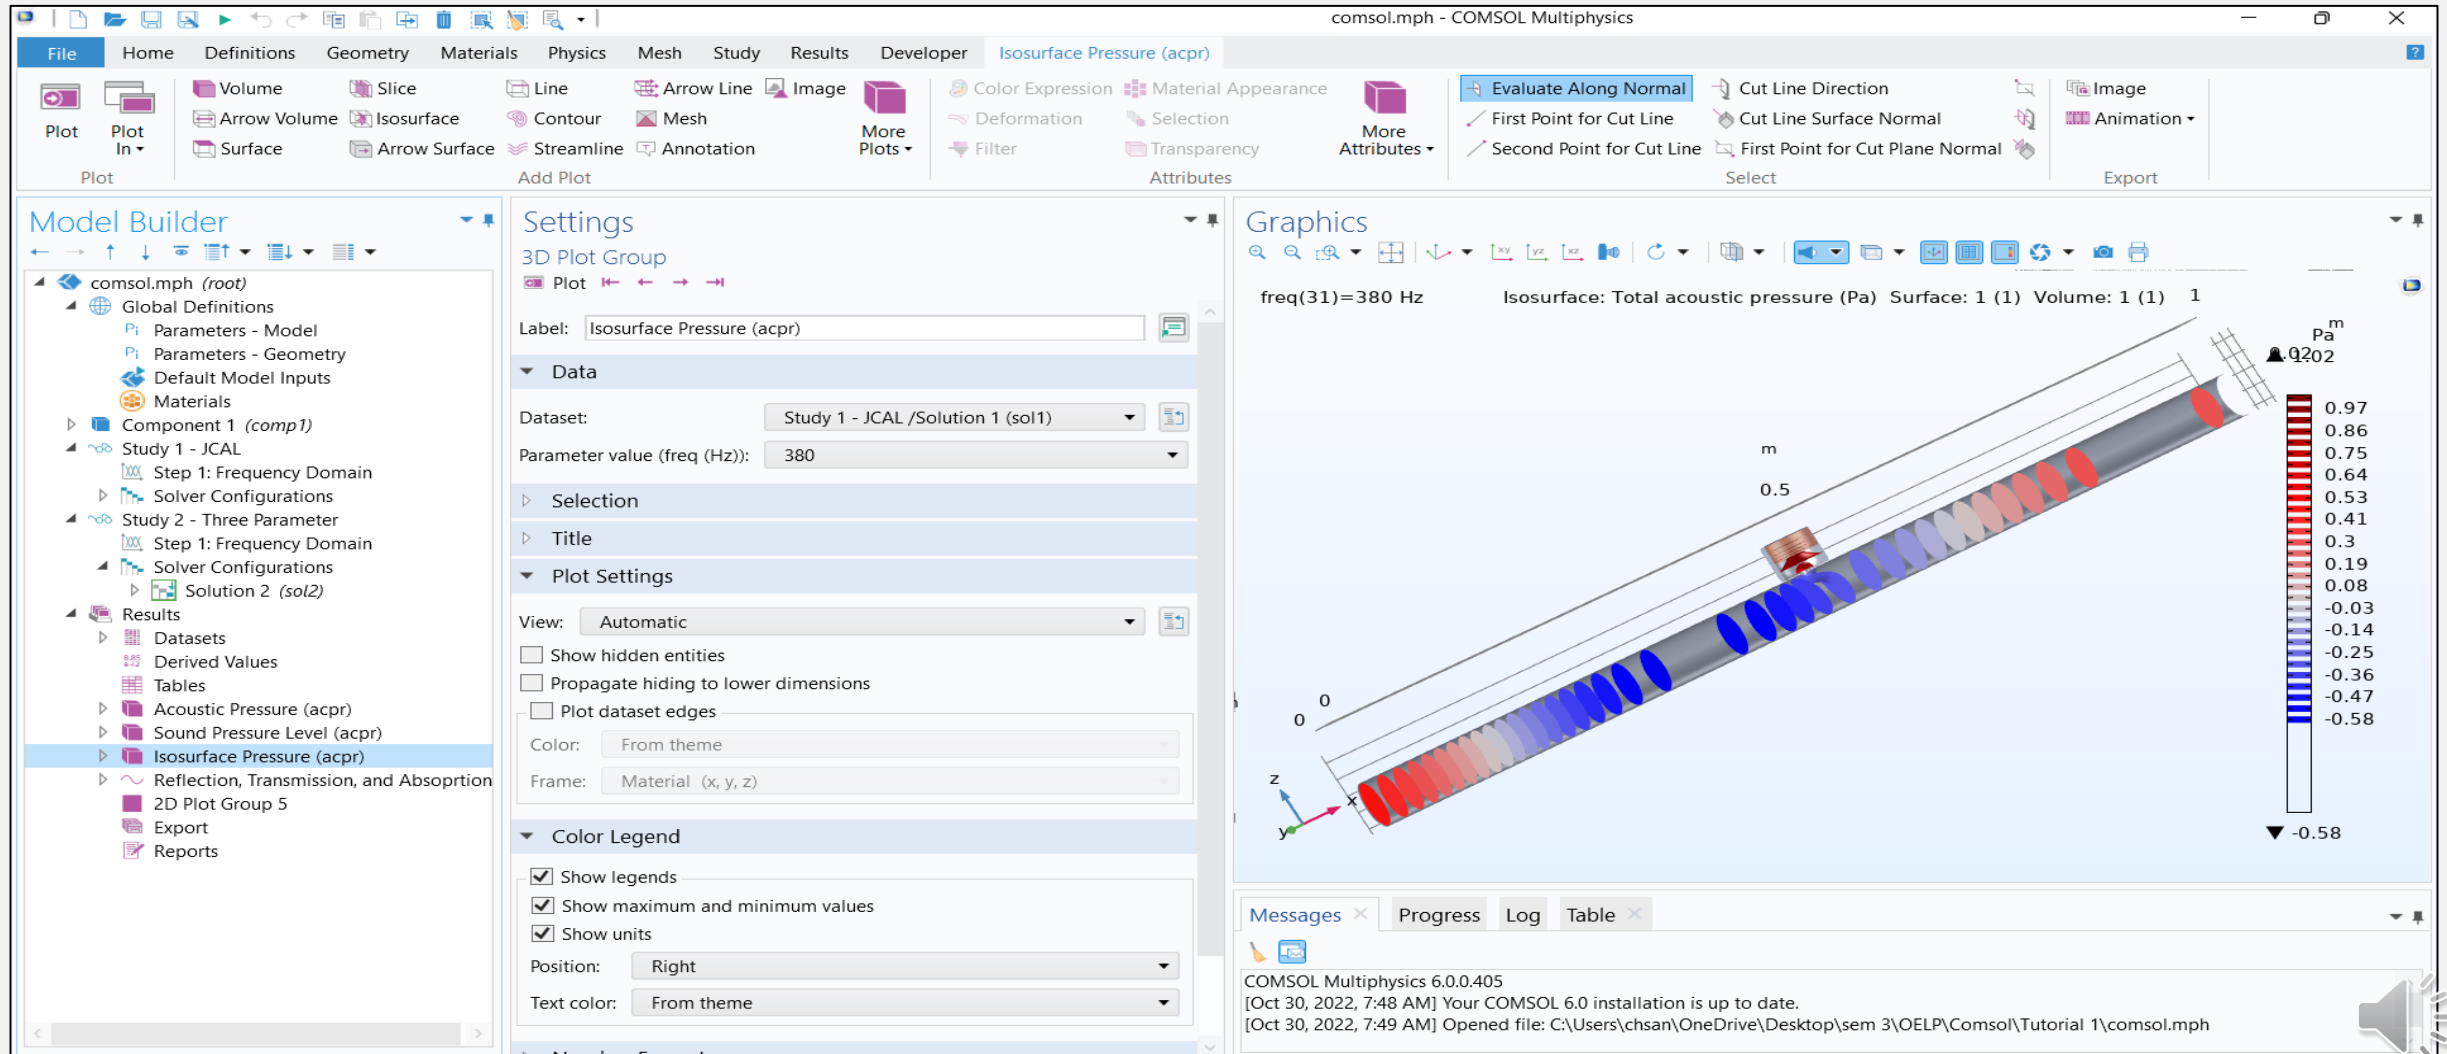 comsol.mph - COMSOL Multiphysics
File Home Definitions Geometry Materials Physics Mesh Study Results Developer Isosurface Pressure (acpr) ?
Volume Slice Line Arrow Line Image Color Expression Material Appearance Evaluate Along Normal Cut Line Direction Image
Plot Plot In Arrow Volume Isosurface Contour Mesh More Plots Deformation Selection More Attributes First Point for Cut Line Cut Line Surface Normal Animation
Surface Arrow Surface Streamline Annotation Filter Transparency Second Point for Cut Line First Point for Cut Plane Normal
Plot Add Plot Attributes Select Export
Model Builder
comsol.mph (root)
Global Definitions
Pi Parameters - Model
Pi Parameters - Geometry
Default Model Inputs
Materials
Component 1 (comp1)
Study 1 - JCAL
Step 1: Frequency Domain
Solver Configurations
Study 2 - Three Parameter
Step 1: Frequency Domain
Solver Configurations
Solution 2 (sol2)
Results
Datasets
Derived Values
Tables
Acoustic Pressure (acpr)
Sound Pressure Level (acpr)
Isosurface Pressure (acpr)
Reflection, Transmission, and Absoprtion
2D Plot Group 5
Export
Reports
Settings
3D Plot Group
Plot
Label: Isosurface Pressure (acpr)
Data
Dataset: Study 1 - JCAL /Solution 1 (sol1)
Parameter value (freq (Hz)): 380
Selection
Title
Plot Settings
View: Automatic
Show hidden entities
Propagate hiding to lower dimensions
Plot dataset edges
Color: From theme
Frame: Material (x, y, z)
Color Legend
Show legends
Show maximum and minimum values
Show units
Position: Right
Text color: From theme
Graphics
xy yz xz
freq(31)=380 Hz Isosurface: Total acoustic pressure (Pa) Surface: 1 (1) Volume: 1 (1) 1
m
Pa
1.02
0.97
0.86
0.75
0.64
0.53
0.41
0.3
0.19
0.08
-0.03
-0.14
-0.25
-0.36
-0.47
-0.58
-0.58
m
0.5
0
0
z
x
y
Messages Progress Log Table
COMSOL Multiphysics 6.0.0.405
[Oct 30, 2022, 7:48 AM] Your COMSOL 6.0 installation is up to date.
[Oct 30, 2022, 7:49 AM] Opened file: C:\Users\chsan\OneDrive\Desktop\sem 3\OELP\Comsol\Tutorial 1\comsol.mph